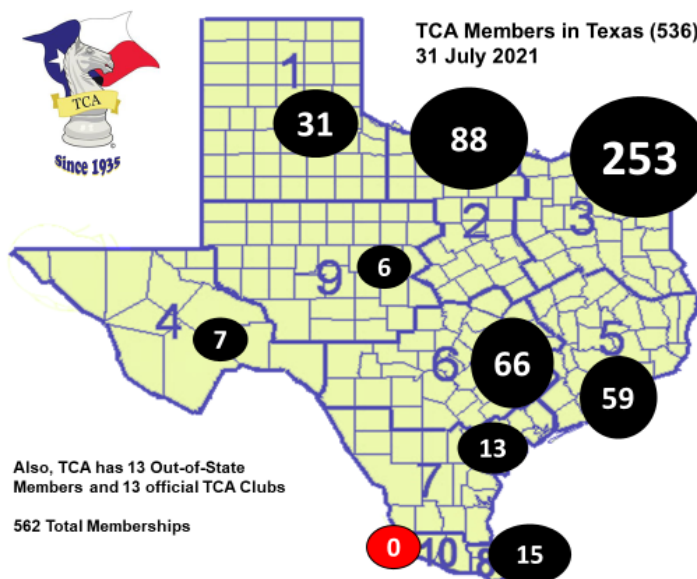 TCA Members in Texas (536)
31 July 2021
TCA
Since 1935
1
31
88
253
2
3
9
6
4
7
6
66
5
59
13
7
Also, TCA has 13 Out-of-State
Members and 13 official TCA Clubs
562 Total Memberships
0
10
8
15